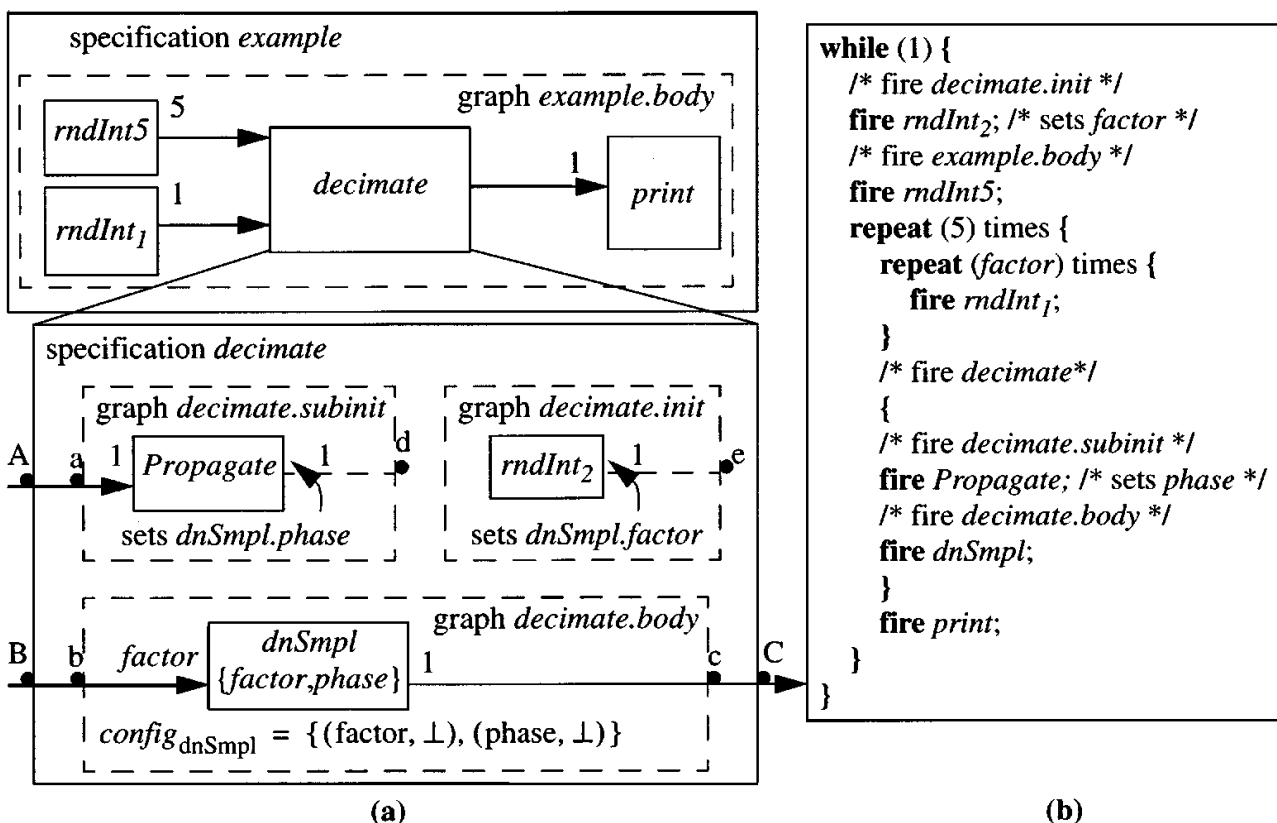 specification example
graph example.body
5
rndInt5
1
rndInt1
decimate
1
print
specification decimate
graph decimate.subinit
graph decimate.init
A
a
1
Propagate
1
d
rndInt2
1
e
sets dnSmpl.phase
sets dnSmpl.factor
graph decimate.body
B
b
factor
dnSmpl
{factor,phase}
1
c
C
config dnSmpl = {(factor, ⊥), (phase, ⊥)}
(a)
while (1) {
/* fire decimate.init */
fire rndInt2; /* sets factor */
/* fire example.body */
fire rndInt5;
repeat (5) times {
repeat (factor) times {
fire rndInt1;
}
/* fire decimate*/
{
/* fire decimate.subinit */
fire Propagate; /* sets phase */
/* fire decimate.body */
fire dnSmpl;
}
fire print;
}
}
(b)